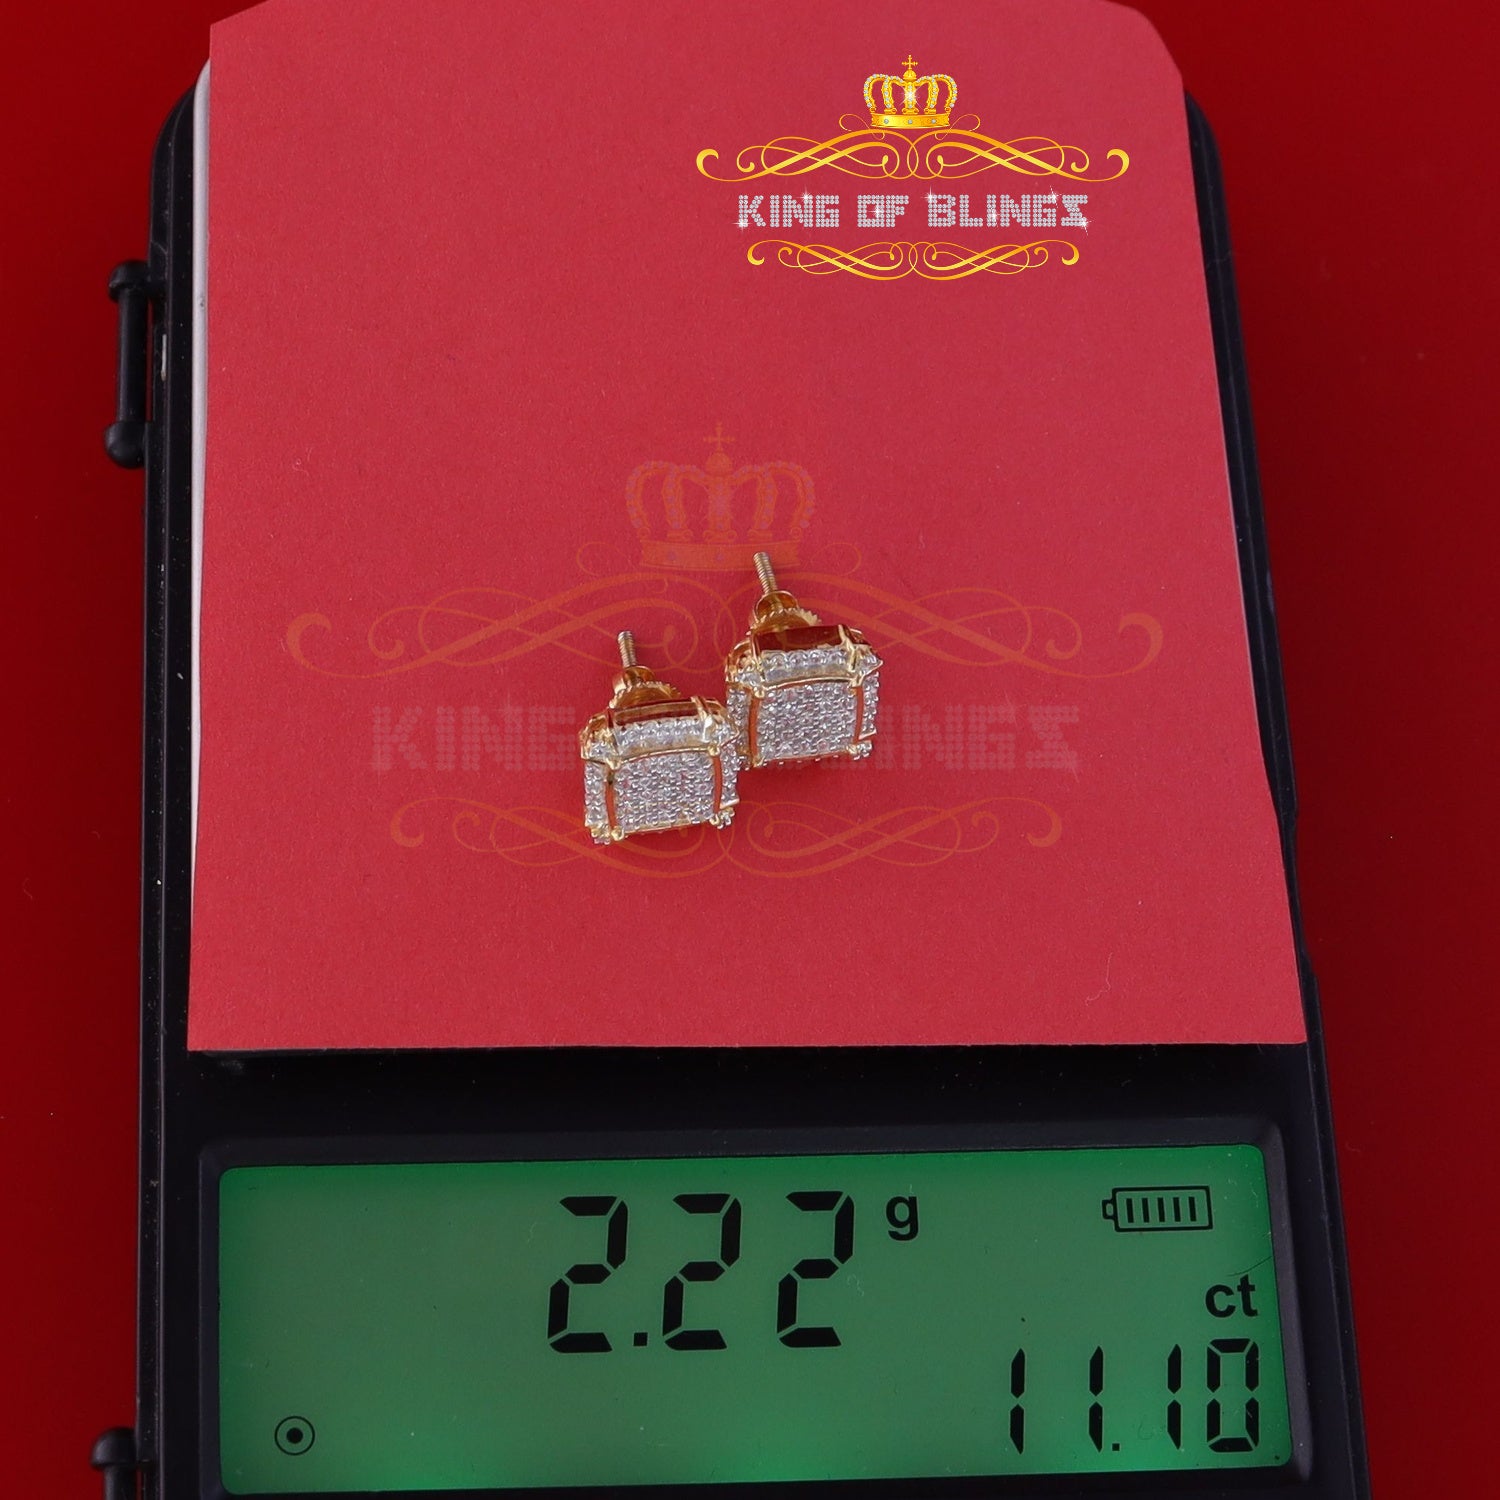 KING OF BLINGS
KING OF BLINGS
2.22 g
ct
11.10